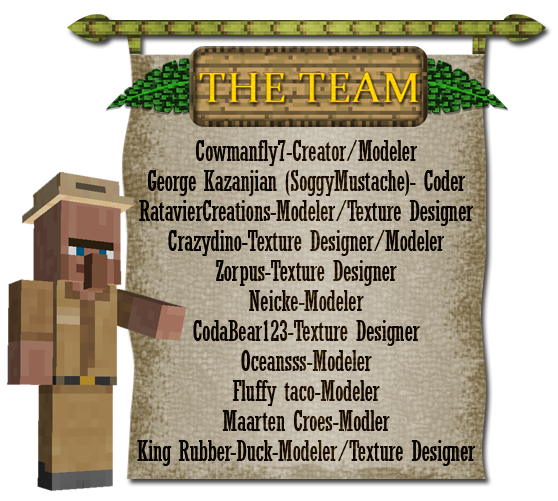 THE TEAM
Cowmanfly7-Creator/Modeler
George Kazanjian (SoggyMustache)- Coder
RatavierCreations-Modeler/Texture Designer
Crazydino-Texture Designer/Modeler
Zorpus-Texture Designer
Neicke-Modeler
CodaBear123-Texture Designer
Oceansss-Modeler
Fluffy taco-Modeler
Maarten Croes-Modler
King Rubber-Duck-Modeler/Texture Designer